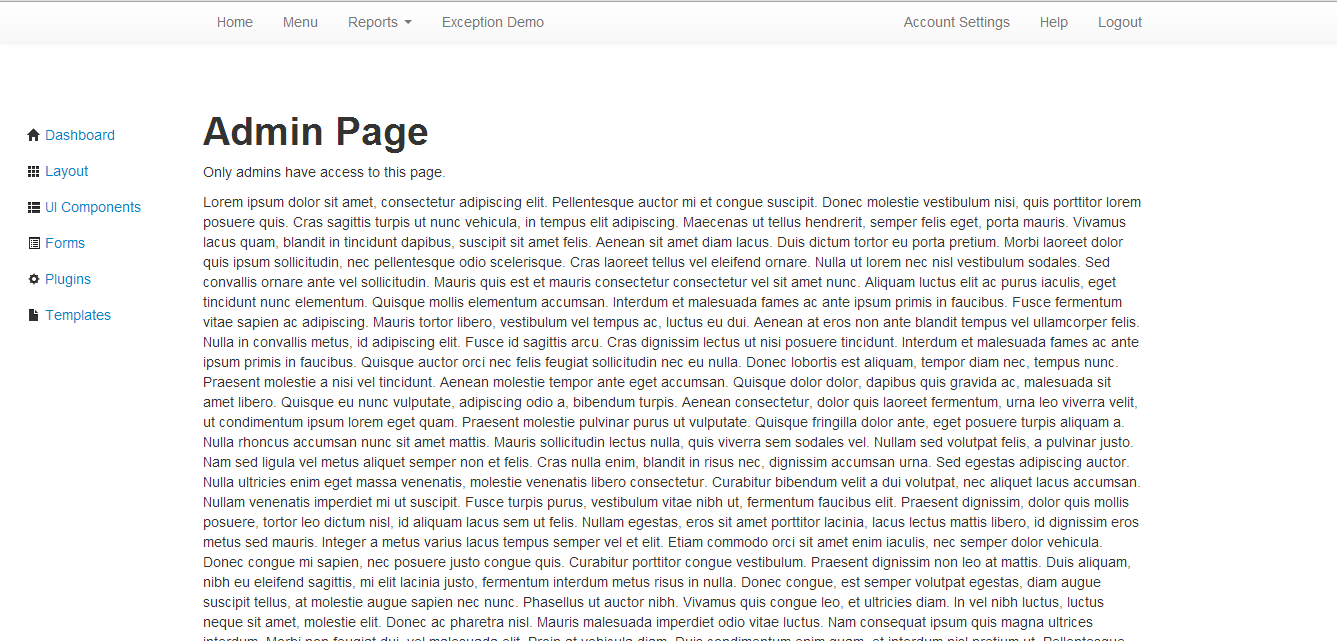 Home Menu Reports Exception Demo Account Settings Help Logout
Dashboard
Layout
UI Components
Forms
Plugins
Templates
Admin Page
Only admins have access to this page.
Lorem ipsum dolor sit amet, consectetur adipiscing elit. Pellentesque auctor mi et congue suscipit. Donec molestie vestibulum nisi, quis porttitor lorem
posuere quis. Cras sagittis turpis ut nunc vehicula, in tempus elit adipiscing. Maecenas ut tellus hendrerit, semper felis eget, porta mauris. Vivamus
lacus quam, blandit in tincidunt dapibus, suscipit sit amet felis. Aenean sit amet diam lacus. Duis dictum tortor eu porta pretium. Morbi laoreet dolor
quis ipsum sollicitudin, nec pellentesque odio scelerisque. Cras laoreet tellus vel eleifend ornare. Nulla ut lorem nec nisl vestibulum sodales. Sed
convallis ornare ante vel sollicitudin. Mauris quis est et mauris consectetur consectetur vel sit amet nunc. Aliquam luctus elit ac purus iaculis, eget
tincidunt nunc elementum. Quisque mollis elementum accumsan. Interdum et malesuada fames ac ante ipsum primis in faucibus. Fusce fermentum
vitae sapien ac adipiscing. Mauris tortor libero, vestibulum vel tempus ac, luctus eu dui. Aenean at eros non ante blandit tempus vel ullamcorper felis.
Nulla in convallis metus, id adipiscing elit. Fusce id sagittis arcu. Cras dignissim lectus ut nisi posuere tincidunt. Interdum et malesuada fames ac ante
ipsum primis in faucibus. Quisque auctor orci nec felis feugiat sollicitudin nec eu nulla. Donec lobortis est aliquam, tempor diam nec, tempus nunc.
Praesent molestie a nisi vel tincidunt. Aenean molestie tempor ante eget accumsan. Quisque dolor dolor, dapibus quis gravida ac, malesuada sit
amet libero. Quisque eu nunc vulputate, adipiscing odio a, bibendum turpis. Aenean consectetur, dolor quis laoreet fermentum, urna leo viverra velit,
ut condimentum ipsum lorem eget quam. Praesent molestie pulvinar purus ut vulputate. Quisque fringilla dolor ante, eget posuere turpis aliquam a.
Nulla rhoncus accumsan nunc sit amet mattis. Mauris sollicitudin lectus nulla, quis viverra sem sodales vel. Nullam sed volutpat felis, a pulvinar justo.
Nam sed ligula vel metus aliquet semper non et felis. Cras nulla enim, blandit in risus nec, dignissim accumsan urna. Sed egestas adipiscing auctor.
Nulla ultricies enim eget massa venenatis, molestie venenatis libero consectetur. Curabitur bibendum velit a dui volutpat, nec aliquet lacus accumsan.
Nullam venenatis imperdiet mi ut suscipit. Fusce turpis purus, vestibulum vitae nibh ut, fermentum faucibus elit. Praesent dignissim, dolor quis mollis
posuere, tortor leo dictum nisl, id aliquam lacus sem ut felis. Nullam egestas, eros sit amet porttitor lacinia, lacus lectus mattis libero, id dignissim eros
metus sed mauris. Integer a metus varius lacus tempus semper vel et elit. Etiam commodo orci sit amet enim iaculis, nec semper dolor vehicula.
Donec congue mi sapien, nec posuere justo congue quis. Curabitur porttitor congue vestibulum. Praesent dignissim non leo at mattis. Duis aliquam,
nibh eu eleifend sagittis, mi elit lacinia justo, fermentum interdum metus risus in nulla. Donec congue, est semper volutpat egestas, diam augue
suscipit tellus, at molestie augue sapien nec nunc. Phasellus ut auctor nibh. Vivamus quis congue leo, et ultricies diam. In vel nibh luctus, luctus
neque sit amet, molestie elit. Donec ac pharetra nisl. Mauris malesuada imperdiet odio vitae luctus. Nam consequat ipsum quis magna ultrices